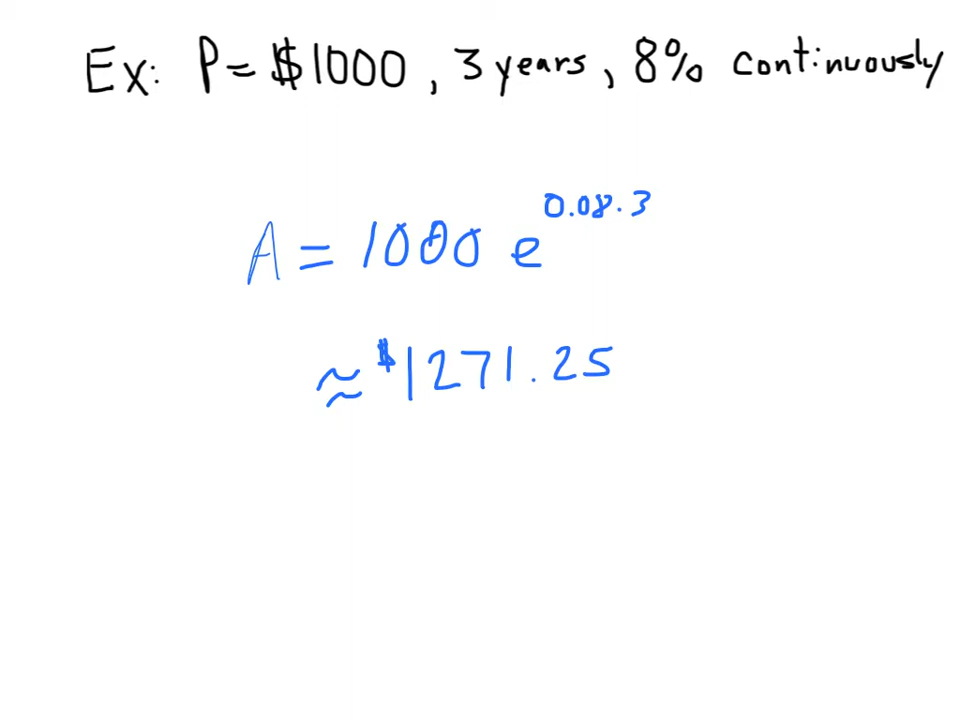 Ex: P = $1000, 3 years, 8% continuously
A = 1000 e^0.08·3
≈ $1271.25